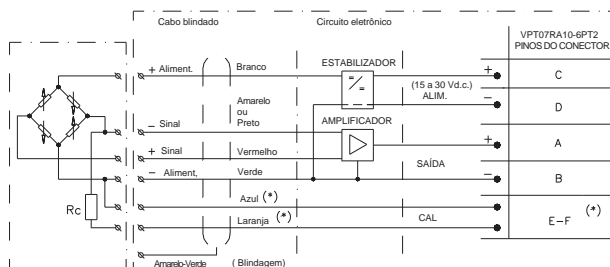 Cabo blindado
Circuito eletrônico
VPT07RA10-6PT2
PINOS DO CONECTOR
+ Aliment.
Branco
ESTABILIZADOR
=/=
+
(15 a 30 Vd.c.)
ALIM.
–
C
D
Amarelo
ou
Preto
– Sinal
AMPLIFICADOR
+
A
+ Sinal
Vermelho
SAÍDA
– Aliment,
Verde
–
B
Azul (*)
Rc
Laranja (*)
CAL
E-F (*)
Amarelo-Verde
( Blindagem)